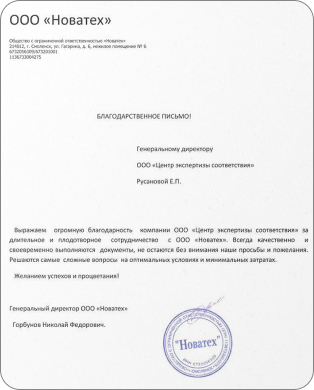 ООО «Новатех»
Общество с ограниченной ответственностью «Новатех»
214012, г. Смоленск, ул. Гагарина, д. 6, нежилое помещение № 6
6732050301/673201001
1136733004275
БЛАГОДАРСТВЕННОЕ ПИСЬМО!
Генеральному директору
ООО «Центр экспертизы соответствия»
Русановой Е.П.
Выражаем огромную благодарность компании ООО «Центр экспертизы соответствия» за
длительное и плодотворное сотрудничество с ООО «Новатех». Всегда качественно и
своевременно выполняются документы, не остаются без внимания наши просьбы и пожелания.
Решаются самые сложные вопросы на оптимальных условиях и минимальных затратах.
Желанием успехов и процветания!
Генеральный директор ООО «Новатех»
Горбунов Николай Федорович.
"Новатех"